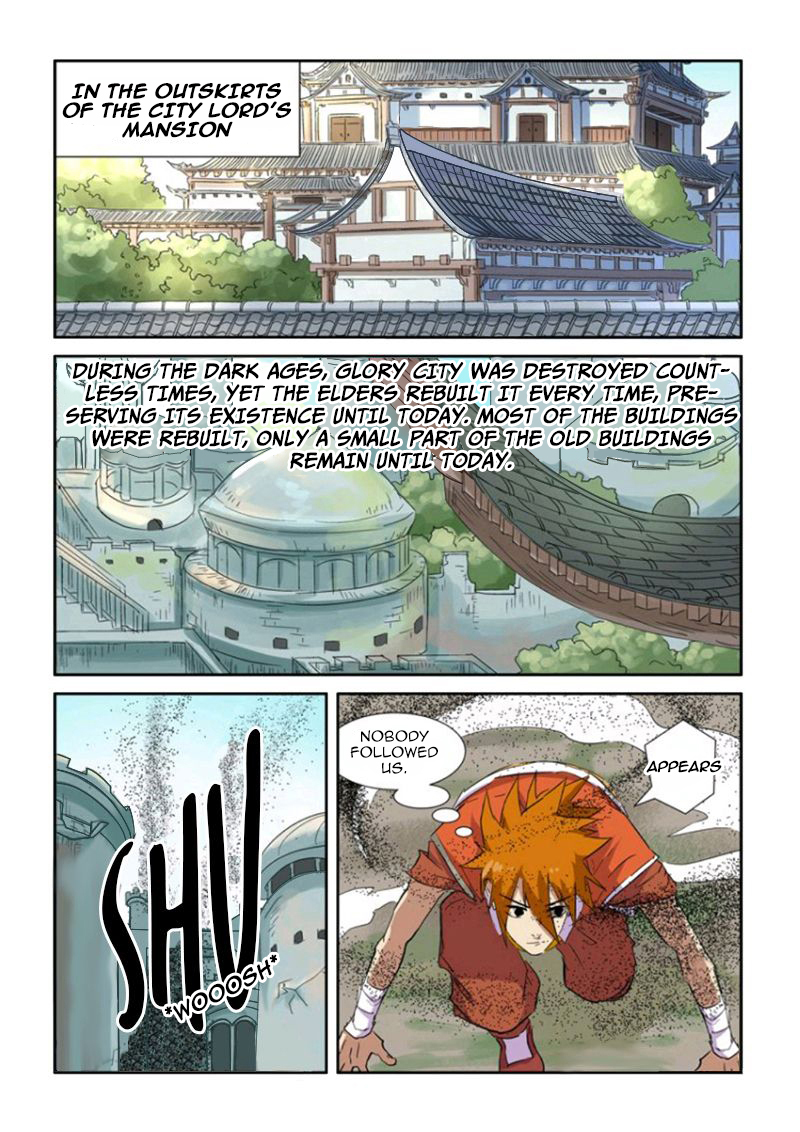 IN THE OUTSKIRTS
OF THE CITY LORD'S
MANSION
DURING THE DARK AGES, GLORY CITY WAS DESTROYED COUNT-
LESS TIMES, YET THE ELDERS REBUILT IT EVERY TIME, PRE-
SERVING ITS EXISTENCE UNTIL TODAY. MOST OF THE BUILDINGS
WERE REBUILT, ONLY A SMALL PART OF THE OLD BUILDINGS
REMAIN UNTIL TODAY.
SHU
*WOOOSH*
NOBODY
FOLLOWED
US.
APPEARS